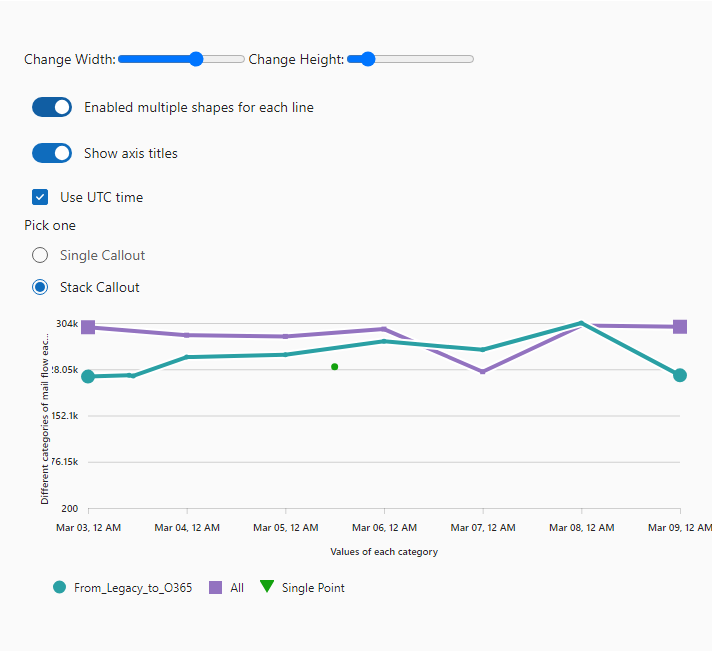 Change Width: Change Height:
Enabled multiple shapes for each line
Show axis titles
Use UTC time
Pick one
Single Callout
Stack Callout
Different categories of mail flow eac...
304k
28.05k
152.1k
76.15k
200
Mar 03, 12 AM Mar 04, 12 AM Mar 05, 12 AM Mar 06, 12 AM Mar 07, 12 AM Mar 08, 12 AM Mar 09, 12 AM
Values of each category
From_Legacy_to_O365 All Single Point